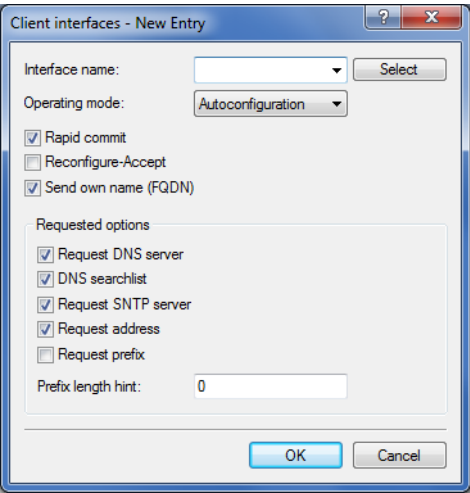 Client interfaces - New Entry
? X
Interface name: Select
Operating mode: Autoconfiguration
Rapid commit
Reconfigure-Accept
Send own name (FQDN)
Requested options
Request DNS server
DNS searchlist
Request SNTP server
Request address
Request prefix
Prefix length hint: 0
OK Cancel